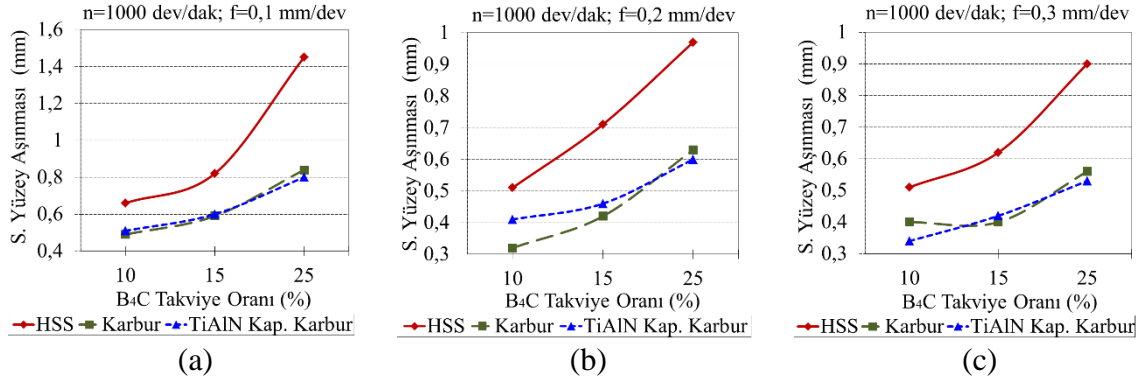 n=1000 dev/dak; f=0,1 mm/dev
S. Yüzey Aşınması (mm)
1,6
1,4
1,2
1
0,8
0,6
0,4
10 15 25
B₄C Takviye Oranı (%)
HSS Karbur TiAlN Kap. Karbur
(a)
n=1000 dev/dak; f=0,2 mm/dev
S. Yüzey Aşınması (mm)
1
0,9
0,8
0,7
0,6
0,5
0,4
0,3
10 15 25
B₄C Takviye Oranı (%)
HSS Karbur TiAlN Kap. Karbur
(b)
n=1000 dev/dak; f=0,3 mm/dev
S. Yüzey Aşınması (mm)
1
0,9
0,8
0,7
0,6
0,5
0,4
0,3
10 15 25
B₄C Takviye Oranı (%)
HSS Karbur TiAlN Kap. Karbur
(c)